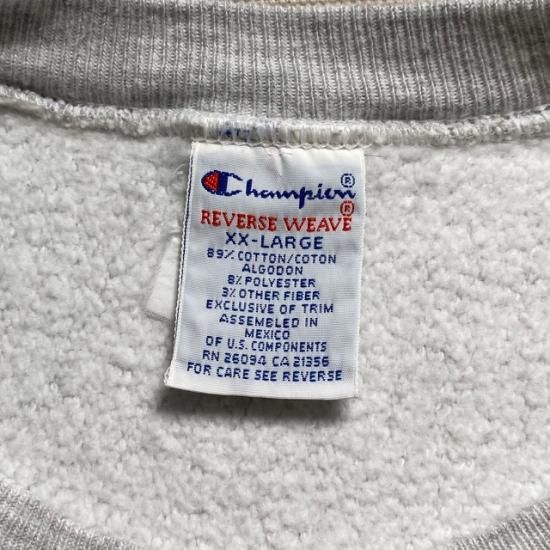 Champion®
REVERSE WEAVE®
XX-LARGE
89% COTTON/COTON
ALGODON
8% POLYESTER
3% OTHER FIBER
EXCLUSIVE OF TRIM
ASSEMBLED IN
MEXICO
OF U.S. COMPONENTS
RN 26094 CA 21356
FOR CARE SEE REVERSE